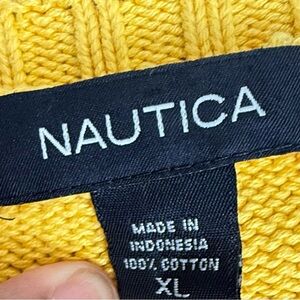 NAUTICA
MADE IN
INDONESIA
100% COTTON
XL